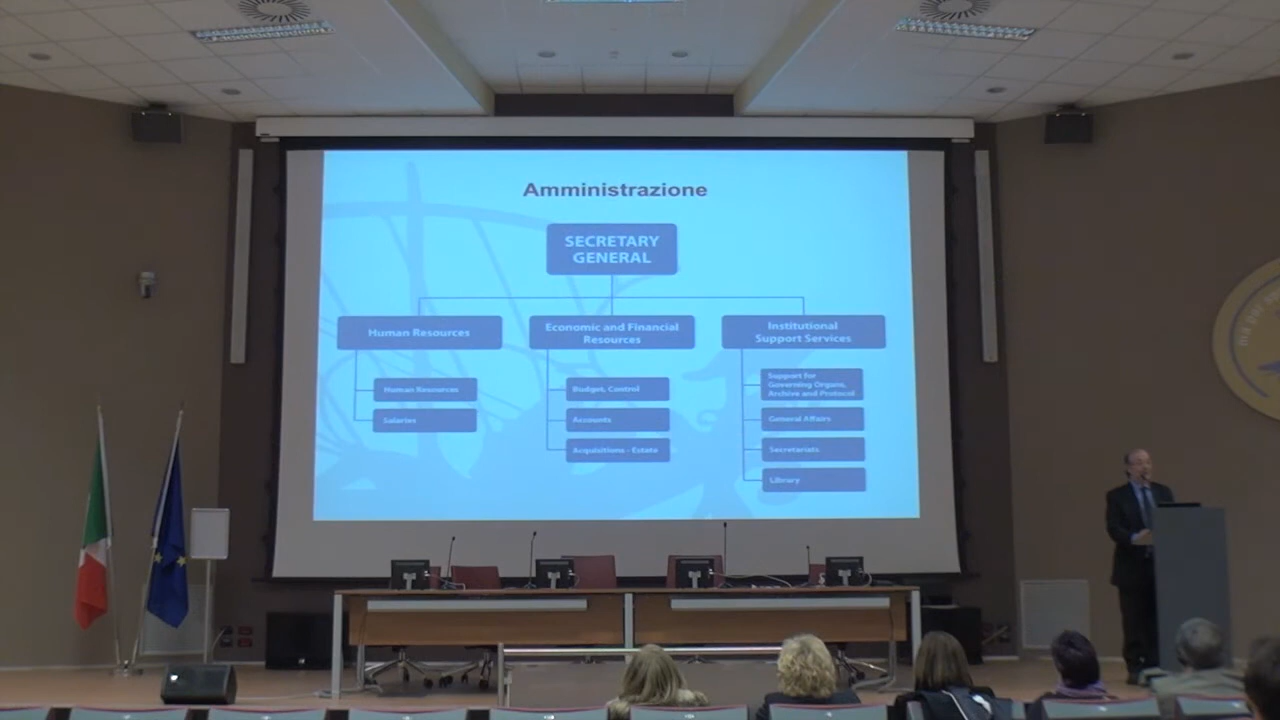 Amministrazione
SECRETARY
GENERAL
Human Resources
Economic and Financial
Resources
Institutional
Support Services
Human Resources
Salaries
Budget, Control
Accounts
Acquisitions - Estate
Support for
Governing Organs,
Archive and Protocol
General Affairs
Secretariats
Library